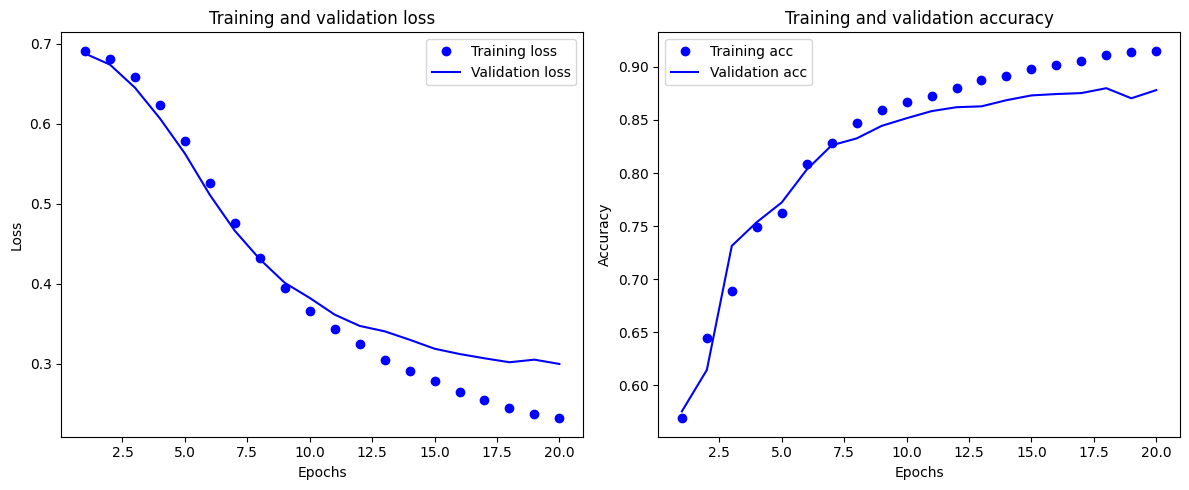 Training and validation loss
0.7
0.6
0.5
0.4
0.3
Loss
Training loss
Validation loss
2.5 5.0 7.5 10.0 12.5 15.0 17.5 20.0
Epochs
Training and validation accuracy
0.90
0.85
0.80
0.75
0.70
0.65
0.60
Accuracy
Training acc
Validation acc
2.5 5.0 7.5 10.0 12.5 15.0 17.5 20.0
Epochs